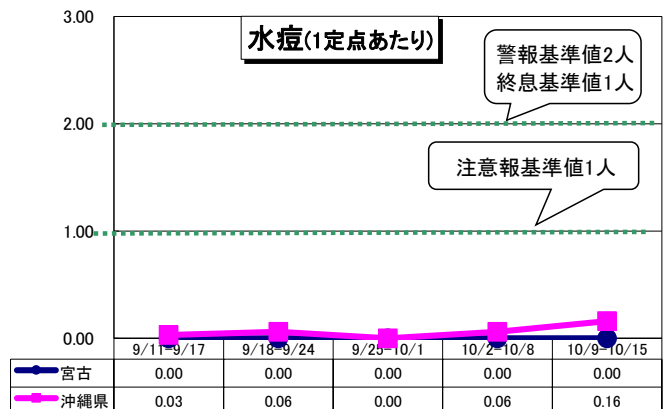 3.00
水痘(1定点あたり)
警報基準値2人
終息基準値1人
2.00
注意報基準値1人
1.00
0.00
9/11-9/17 9/18-9/24 9/25-10/1 10/2-10/8 10/9-10/15
宮古 0.00 0.00 0.00 0.00 0.00
沖縄県 0.03 0.06 0.00 0.06 0.16